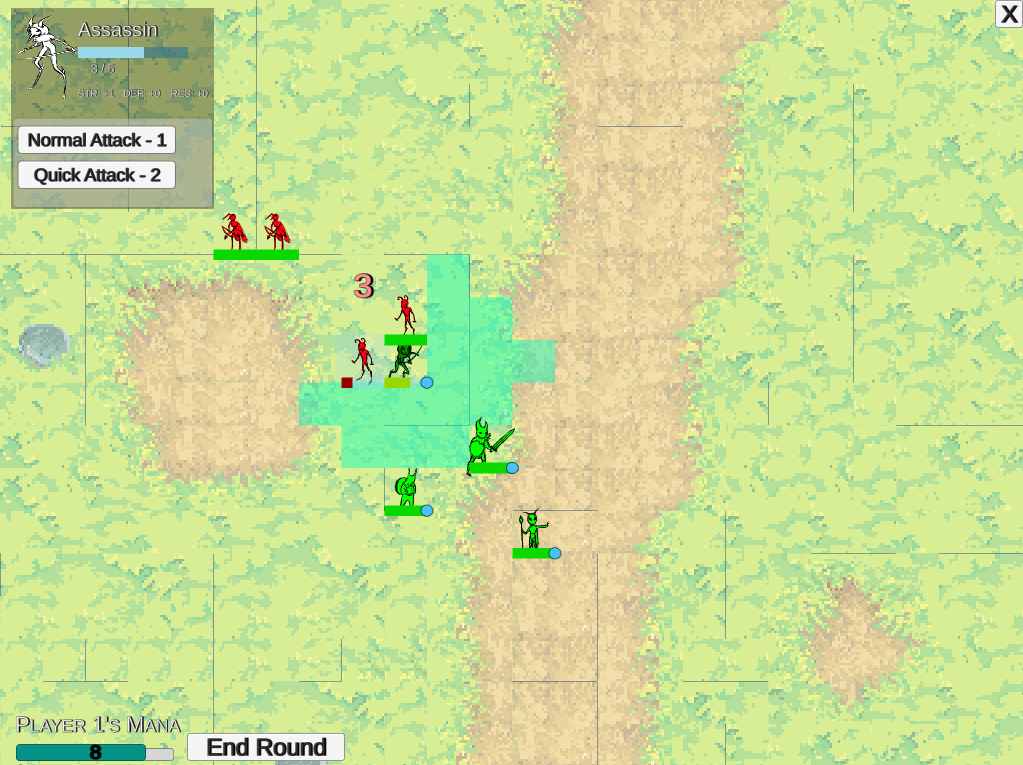 Assassin
X
3 / 5
STR: +1 DEF: +0 RES: +0
Normal Attack - 1
Quick Attack - 2
3
PLAYER 1'S MANA
8
End Round